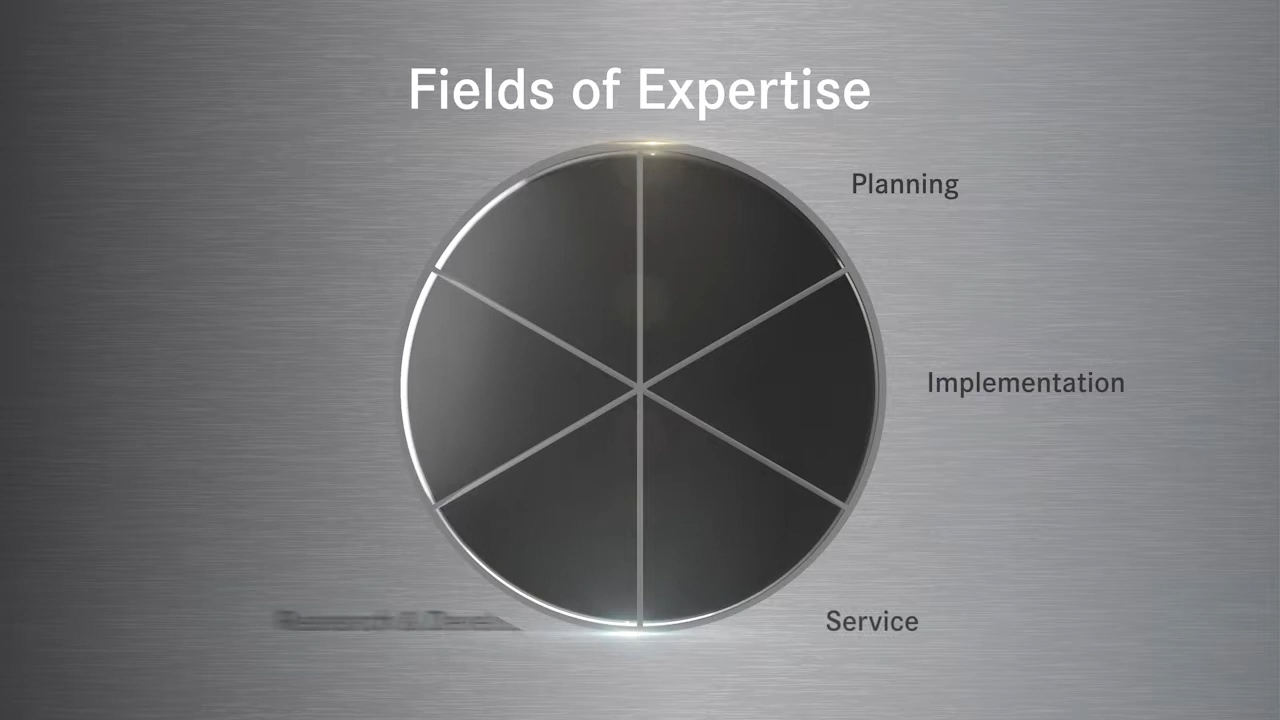 Fields of Expertise
Planning
Implementation
Service